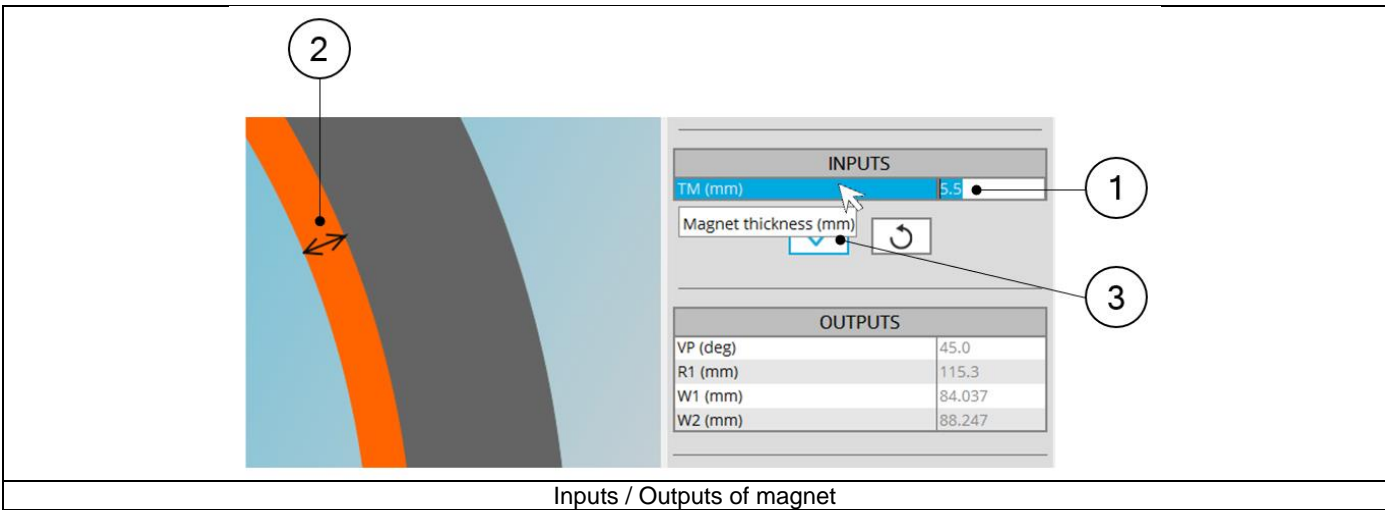 2
INPUTS
TM (mm) 5.5
1
Magnet thickness (mm)
3
OUTPUTS
VP (deg) 45.0
R1 (mm) 115.3
W1 (mm) 84.037
W2 (mm) 88.247
Inputs / Outputs of magnet